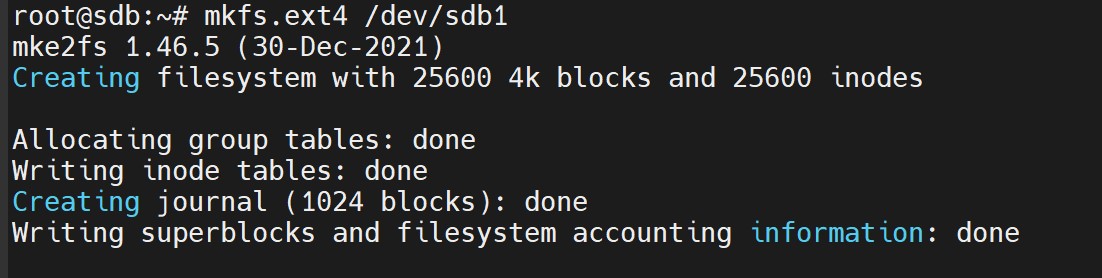 root@sdb:~# mkfs.ext4 /dev/sdb1
mke2fs 1.46.5 (30-Dec-2021)
Creating filesystem with 25600 4k blocks and 25600 inodes
Allocating group tables: done
Writing inode tables: done
Creating journal (1024 blocks): done
Writing superblocks and filesystem accounting information: done